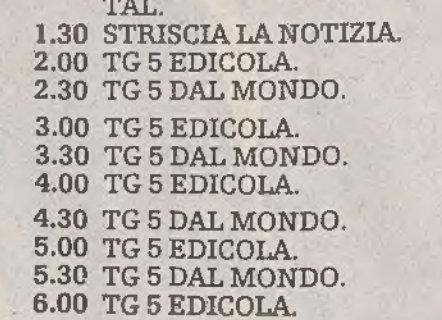 TAL.
1.30 STRISCIA LA NOTIZIA.
2.00 TG 5 EDICOLA.
2.30 TG 5 DAL MONDO.
3.00 TG 5 EDICOLA.
3.30 TG 5 DAL MONDO.
4.00 TG 5 EDICOLA.
4.30 TG 5 DAL MONDO.
5.00 TG 5 EDICOLA.
5.30 TG 5 DAL MONDO.
6.00 TG 5 EDICOLA.